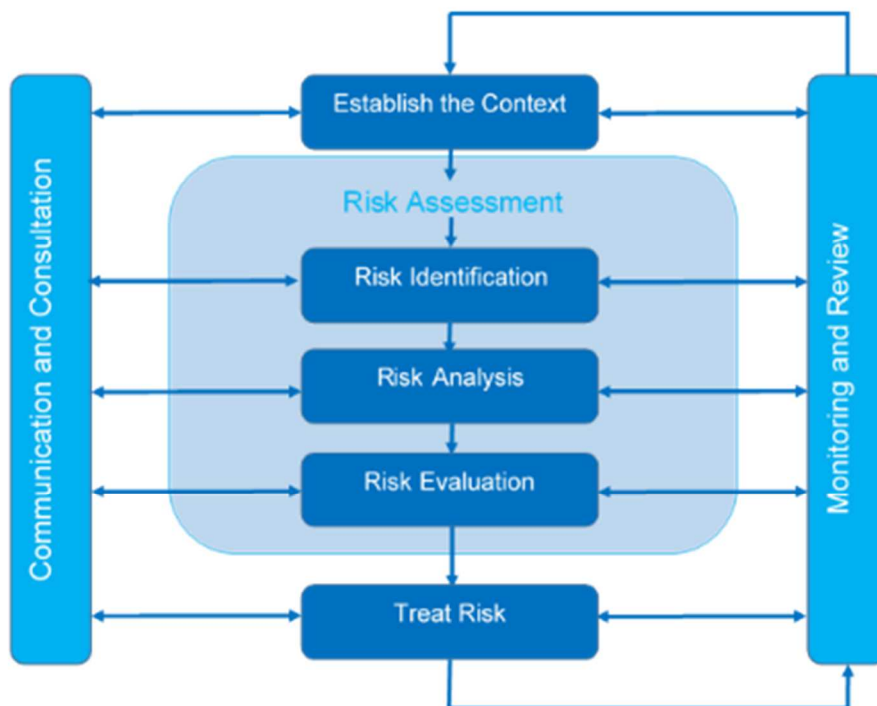 Establish the Context
Communication and Consultation
Risk Assessment
Risk Identification
Risk Analysis
Risk Evaluation
Treat Risk
Monitoring and Review